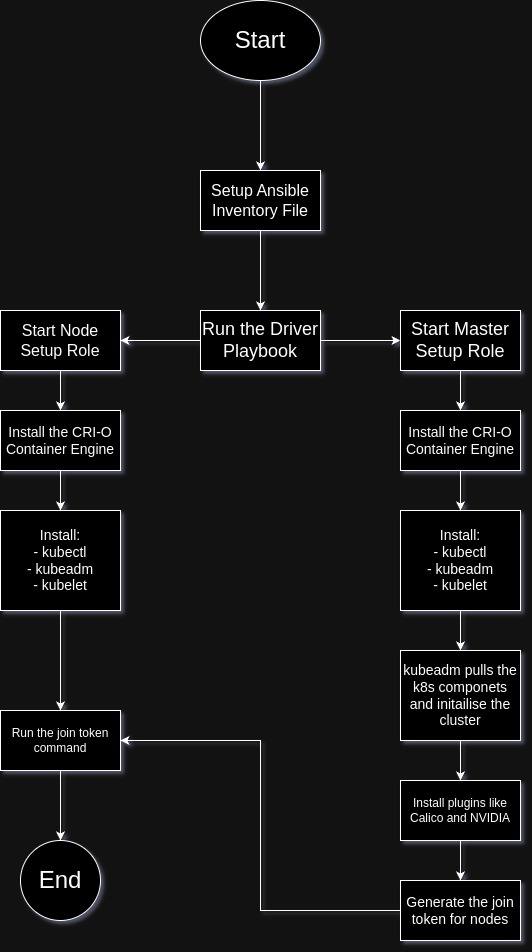 Start
Setup Ansible
Inventory File
Run the Driver
Playbook
Start Node
Setup Role
Install the CRI-O
Container Engine
Install:
- kubectl
- kubeadm
- kubelet
Run the join token
command
End
Start Master
Setup Role
Install the CRI-O
Container Engine
Install:
- kubectl
- kubeadm
- kubelet
kubeadm pulls the
k8s componets
and initailise the
cluster
Install plugins like
Calico and NVIDIA
Generate the join
token for nodes